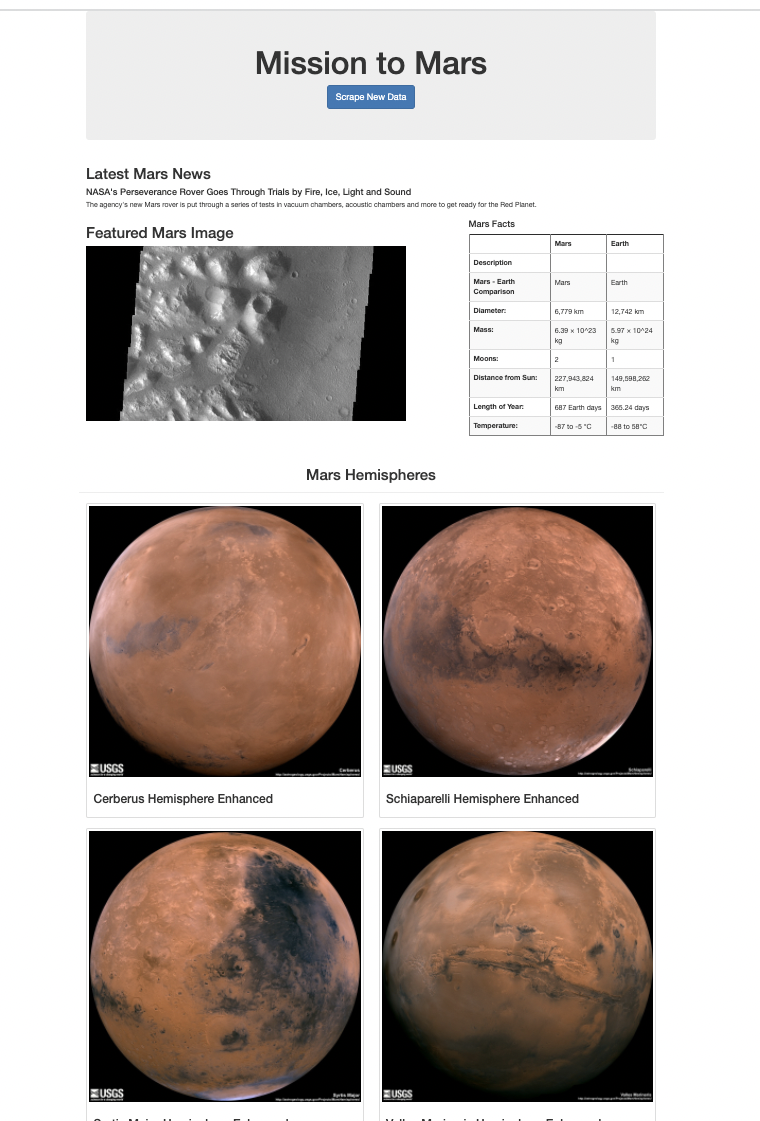 Mission to Mars
Scrape New Data
Latest Mars News
NASA's Perseverance Rover Goes Through Trials by Fire, Ice, Light and Sound
The agency's new Mars rover is put through a series of tests in vacuum chambers, acoustic chambers and more to get ready for the Red Planet.
Featured Mars Image
Mars Facts
Mars Earth
Description
Mars - Earth Comparison Mars Earth
Diameter: 6,779 km 12,742 km
Mass: 6.39 × 10^23 kg 5.97 × 10^24 kg
Moons: 2 1
Distance from Sun: 227,943,824 km 149,598,262 km
Length of Year: 687 Earth days 365.24 days
Temperature: -87 to -5 °C -88 to 58°C
Mars Hemispheres
USGS
Cerberus
USGS
Schiaparelli
Cerberus Hemisphere Enhanced
Schiaparelli Hemisphere Enhanced
USGS
Syrtis Major
USGS
Valles Marineris